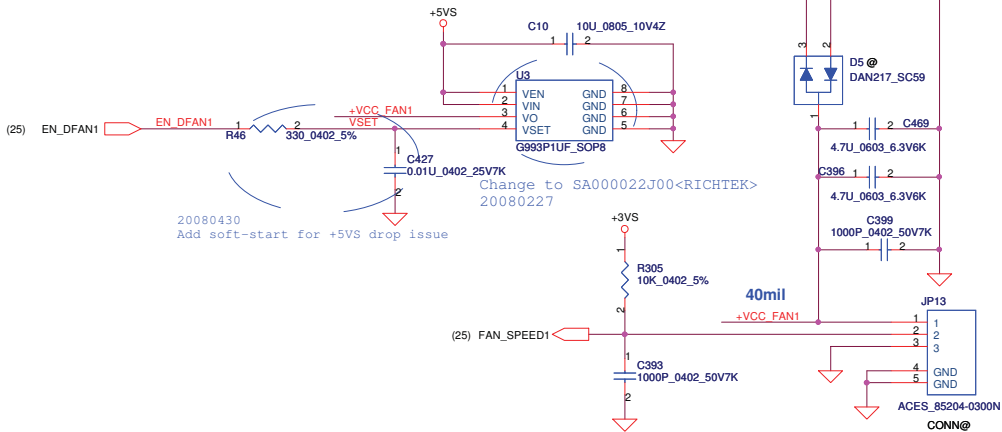 +5VS
C10
10U_0805_10V4Z
1
2
U3
1
VEN
GND
8
2
VIN
GND
7
+VCC_FAN1
3
VO
GND
6
VSET
4
VSET
GND
5
G993P1UF_SOP8
(25)
EN_DFAN1
EN_DFAN1
1
2
R46
330_0402_5%
1
C427
0.01U_0402_25V7K
2
Change to SA000022J00<RICHTEK>
20080227
20080430
Add soft-start for +5VS drop issue
+3VS
1
R305
10K_0402_5%
2
(25)
FAN_SPEED1
1
C393
1000P_0402_50V7K
2
3
2
D5 @
DAN217_SC59
1
1
2
C469
4.7U_0603_6.3V6K
C396
1
2
4.7U_0603_6.3V6K
C399
1000P_0402_50V7K
1
2
40mil
+VCC_FAN1
JP13
1
1
2
2
3
3
4
GND
5
GND
ACES_85204-0300N
CONN@